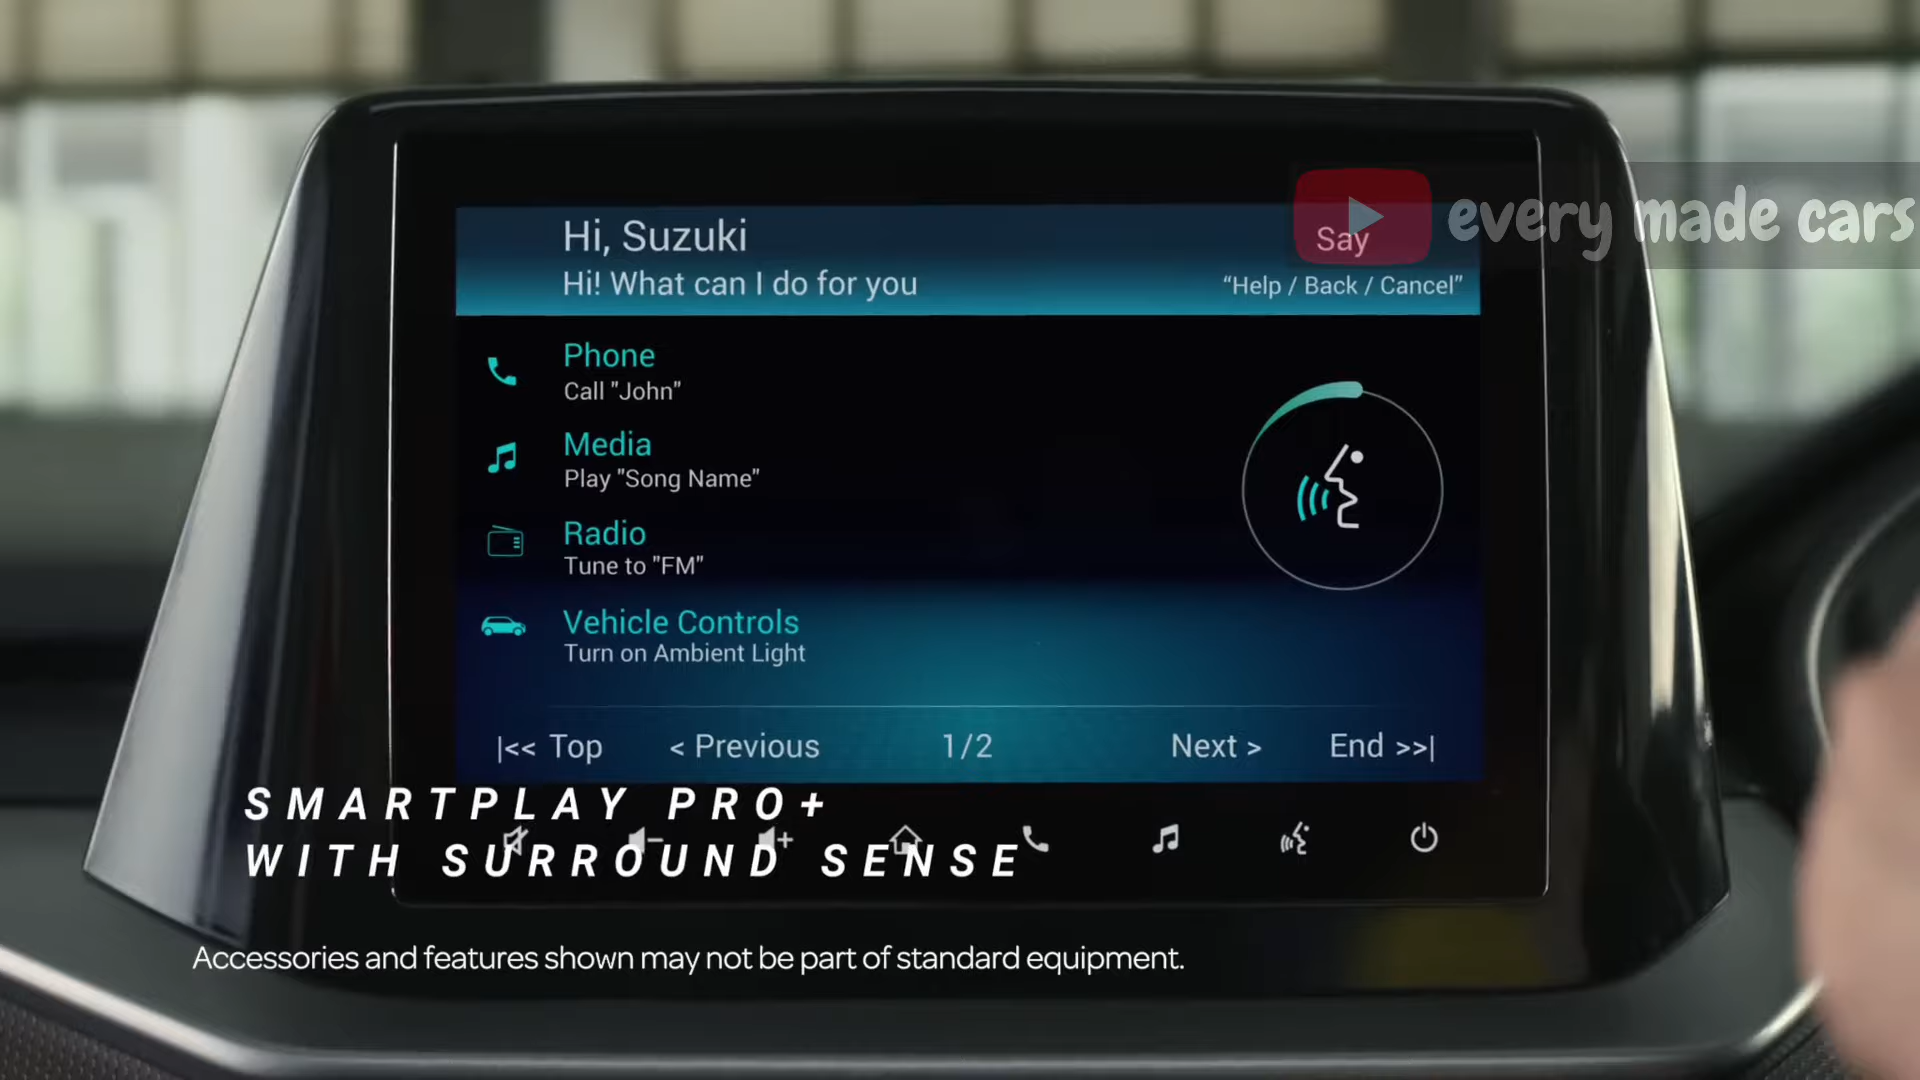 Hi, Suzuki
Hi! What can I do for you
Say
“Help / Back / Cancel”
every made cars
Phone
Call "John"
Media
Play "Song Name"
Radio
Tune to "FM"
Vehicle Controls
Turn on Ambient Light
|<< Top < Previous 1/2 Next > End >>|
SMARTPLAY PRO+
WITH SURROUND SENSE
Accessories and features shown may not be part of standard equipment.